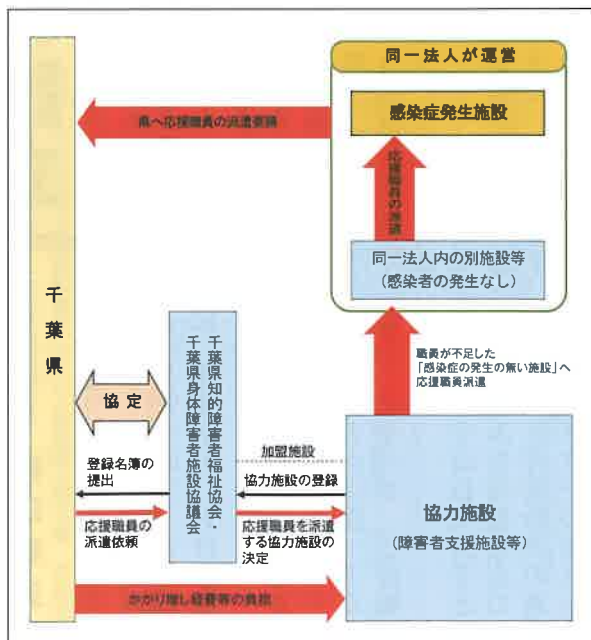 同一法人が運営
感染症発生施設
県へ応援職員の派遣要請
応援職員の派遣
同一法人内の別施設等
（感染者の発生なし）
千葉県
千葉県知的障害者福祉協会・
千葉県身体障害者施設協議会
職員が不足した
「感染症の発生の無い施設」へ
応援職員派遣
協定
加盟施設
登録名簿の
提出
協力施設の登録
応援職員の
派遣依頼
応援職員を派遣
する協力施設の
決定
協力施設
（障害者支援施設等）
かかり増し経費等の負担